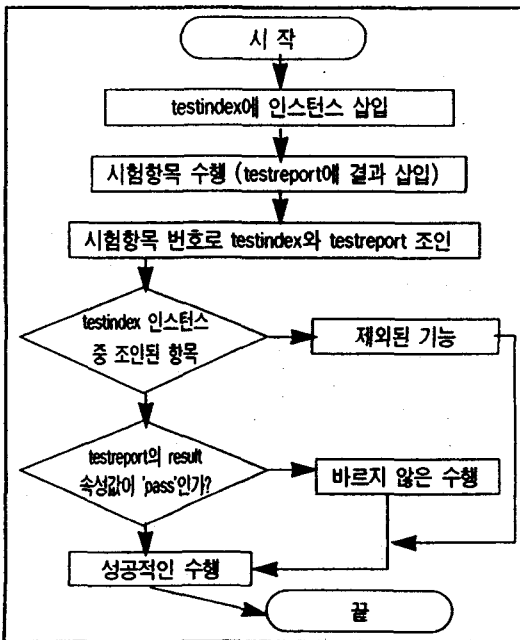 시 작
testindex에 인스턴스 삽입
시험항목 수행 (testreport에 결과 삽입)
시험항목 번호로 testindex와 testreport 조인
testindex 인스턴스
중 조인된 항목
제외된 기능
testreport의 result
속성값이 'pass'인가?
바르지 않은 수행
성공적인 수행
끝